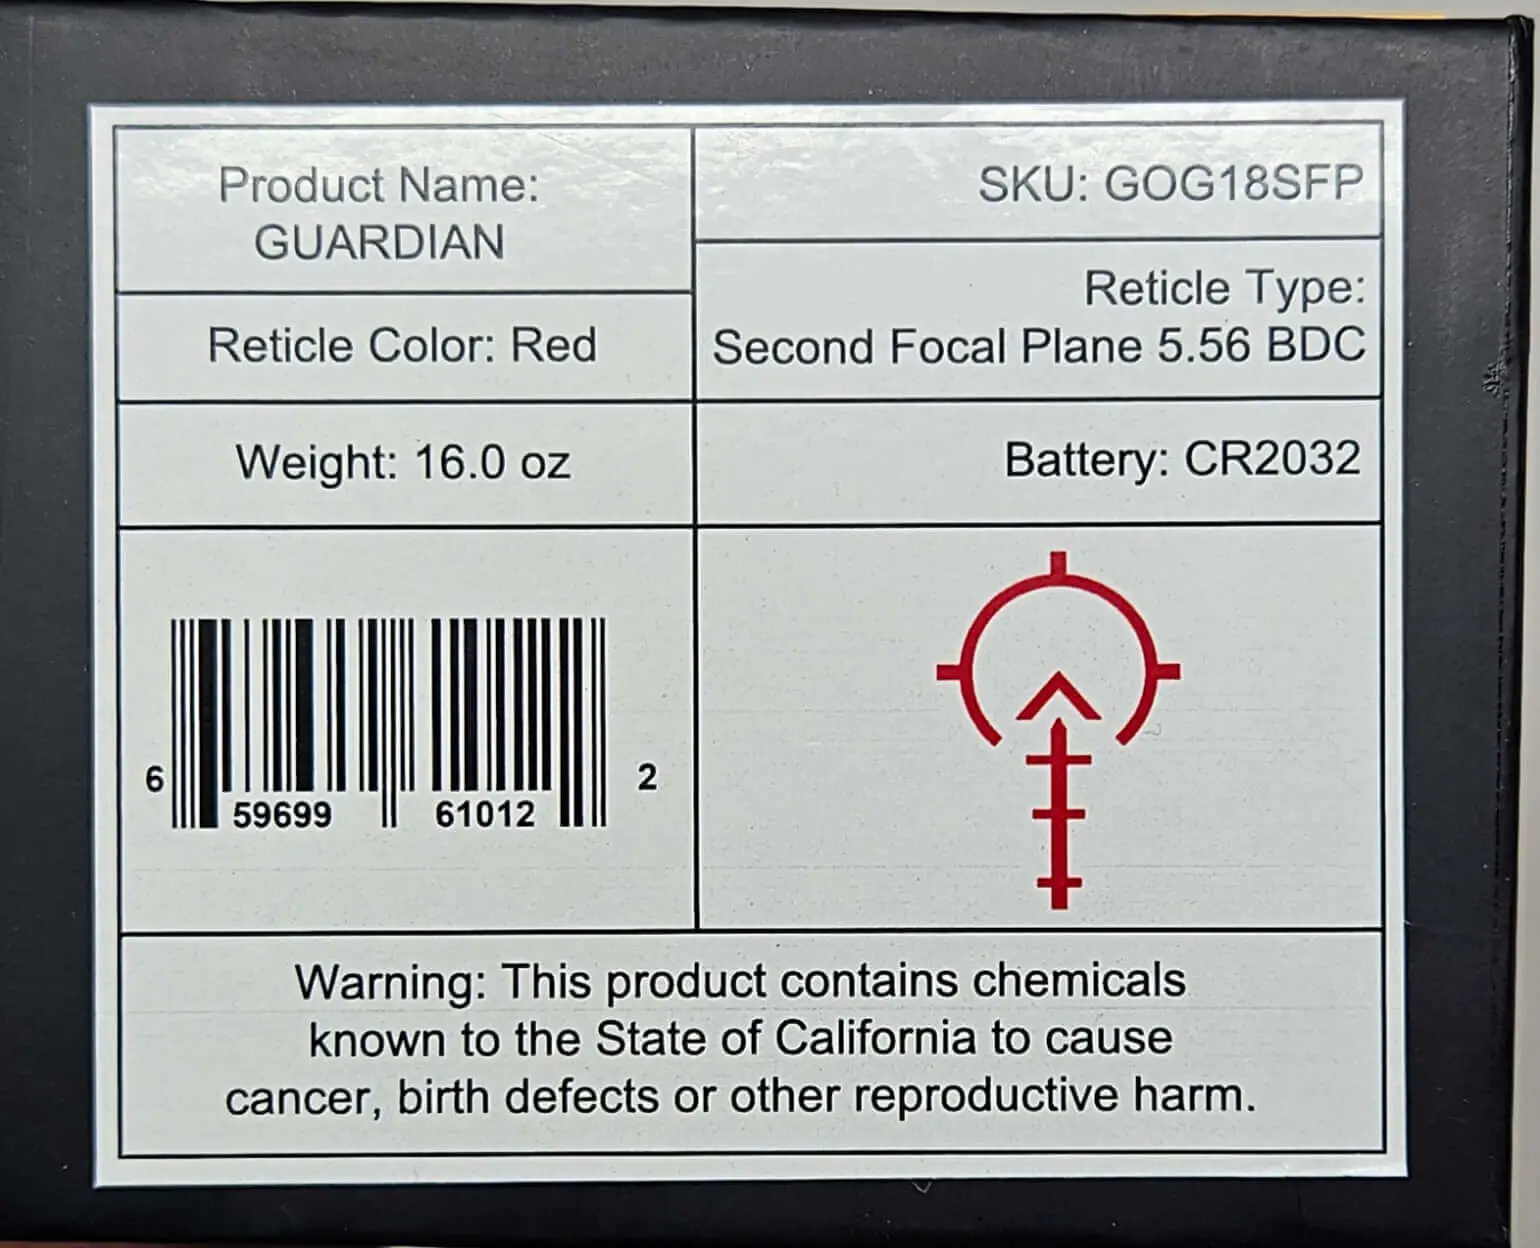 Product Name:
GUARDIAN
SKU: GOG18SFP
Reticle Color: Red
Reticle Type:
Second Focal Plane 5.56 BDC
Weight: 16.0 oz
Battery: CR2032
6 59699 61012 2
Warning: This product contains chemicals
known to the State of California to cause
cancer, birth defects or other reproductive harm.